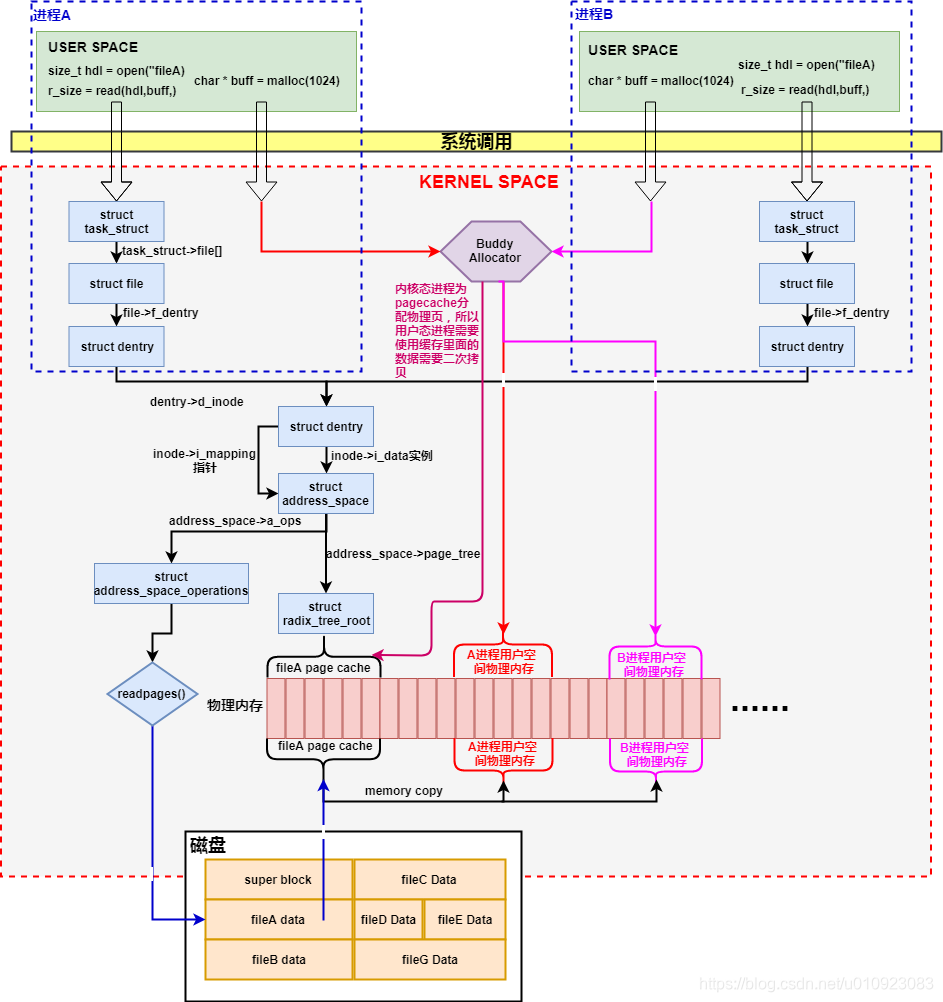 进程A
USER SPACE
size_t hdl = open("fileA)
r_size = read(hdl,buff,)
char * buff = malloc(1024)
进程B
USER SPACE
char * buff = malloc(1024)
size_t hdl = open("fileA)
r_size = read(hdl,buff,)
系统调用
KERNEL SPACE
struct
task_struct
task_struct->file[]
struct file
file->f_dentry
struct dentry
Buddy
Allocator
内核态进程为
pagecache分
配物理页，所以
用户态进程需要
使用缓存里面的
数据需要二次拷
贝
struct
task_struct
struct file
file->f_dentry
struct dentry
dentry->d_inode
struct dentry
inode->i_mapping
指针
inode->i_data实例
struct
address_space
address_space->a_ops
address_space->page_tree
struct
address_space_operations
struct
radix_tree_root
readpages()
fileA page cache
A进程用户空
间物理内存
B进程用户空
间物理内存
物理内存
......
fileA page cache
A进程用户空
间物理内存
B进程用户空
间物理内存
memory copy
磁盘
super block
fileC Data
fileA data
fileD Data
fileE Data
fileB data
fileG Data
https://blog.csdn.net/u010923083